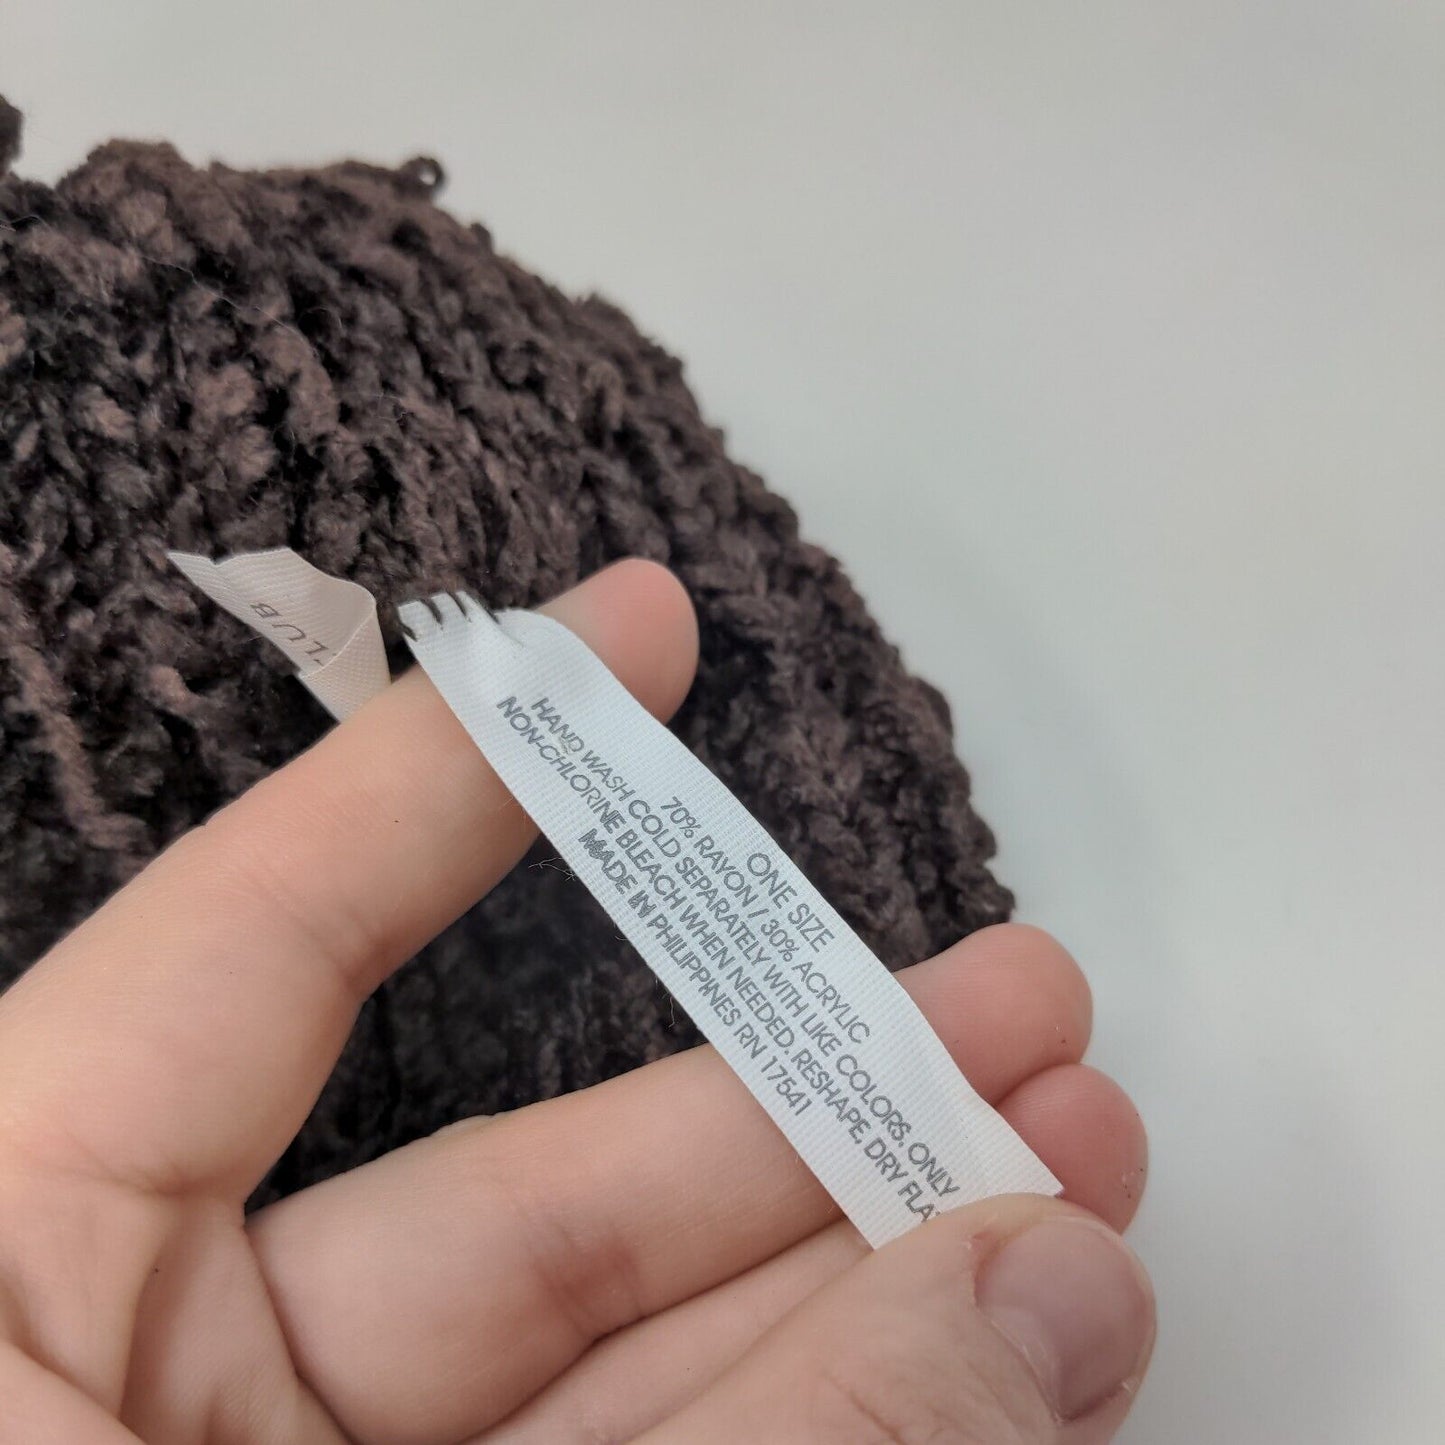 ONE SIZE
70% RAYON / 30% ACRYLIC
HAND WASH COLD SEPARATELY WITH LIKE COLORS. ONLY
NON-CHLORINE BLEACH WHEN NEEDED. RESHAPE, DRY FLAT
MADE IN PHILIPPINES RN 17541